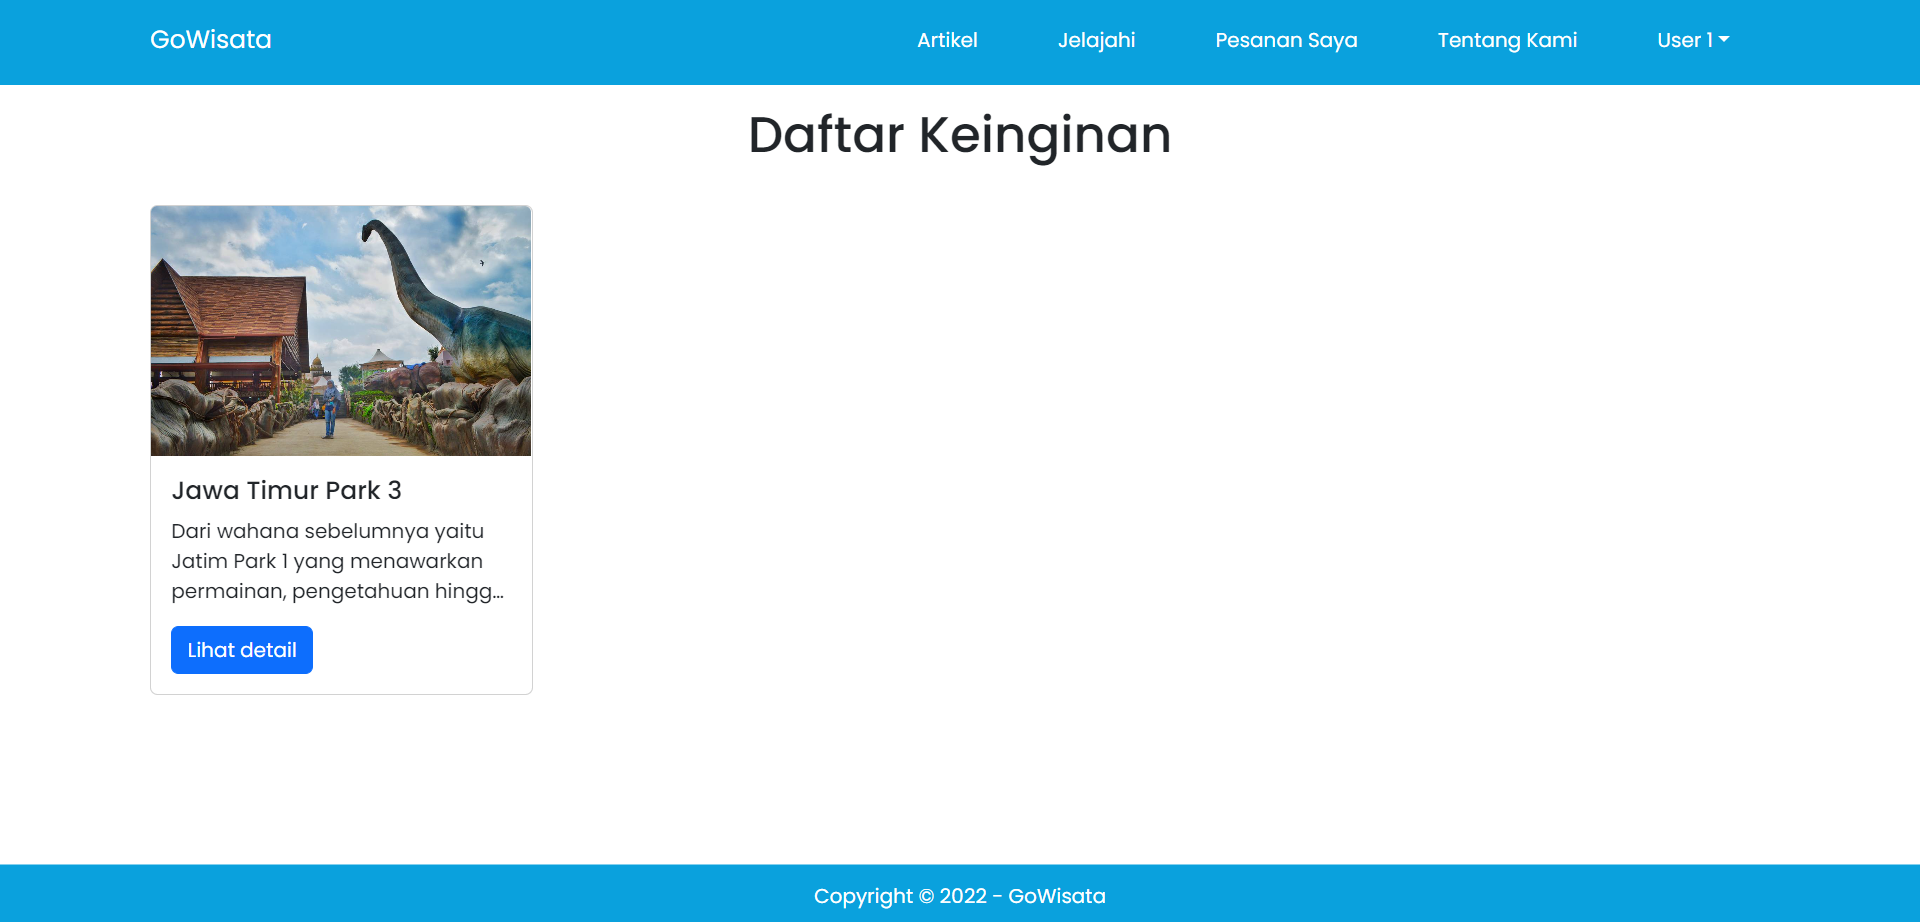 GoWisata
Artikel
Jelajahi
Pesanan Saya
Tentang Kami
User 1
Daftar Keinginan
Jawa Timur Park 3
Dari wahana sebelumnya yaitu
Jatim Park 1 yang menawarkan
permainan, pengetahuan hingg...
Lihat detail
Copyright © 2022 - GoWisata